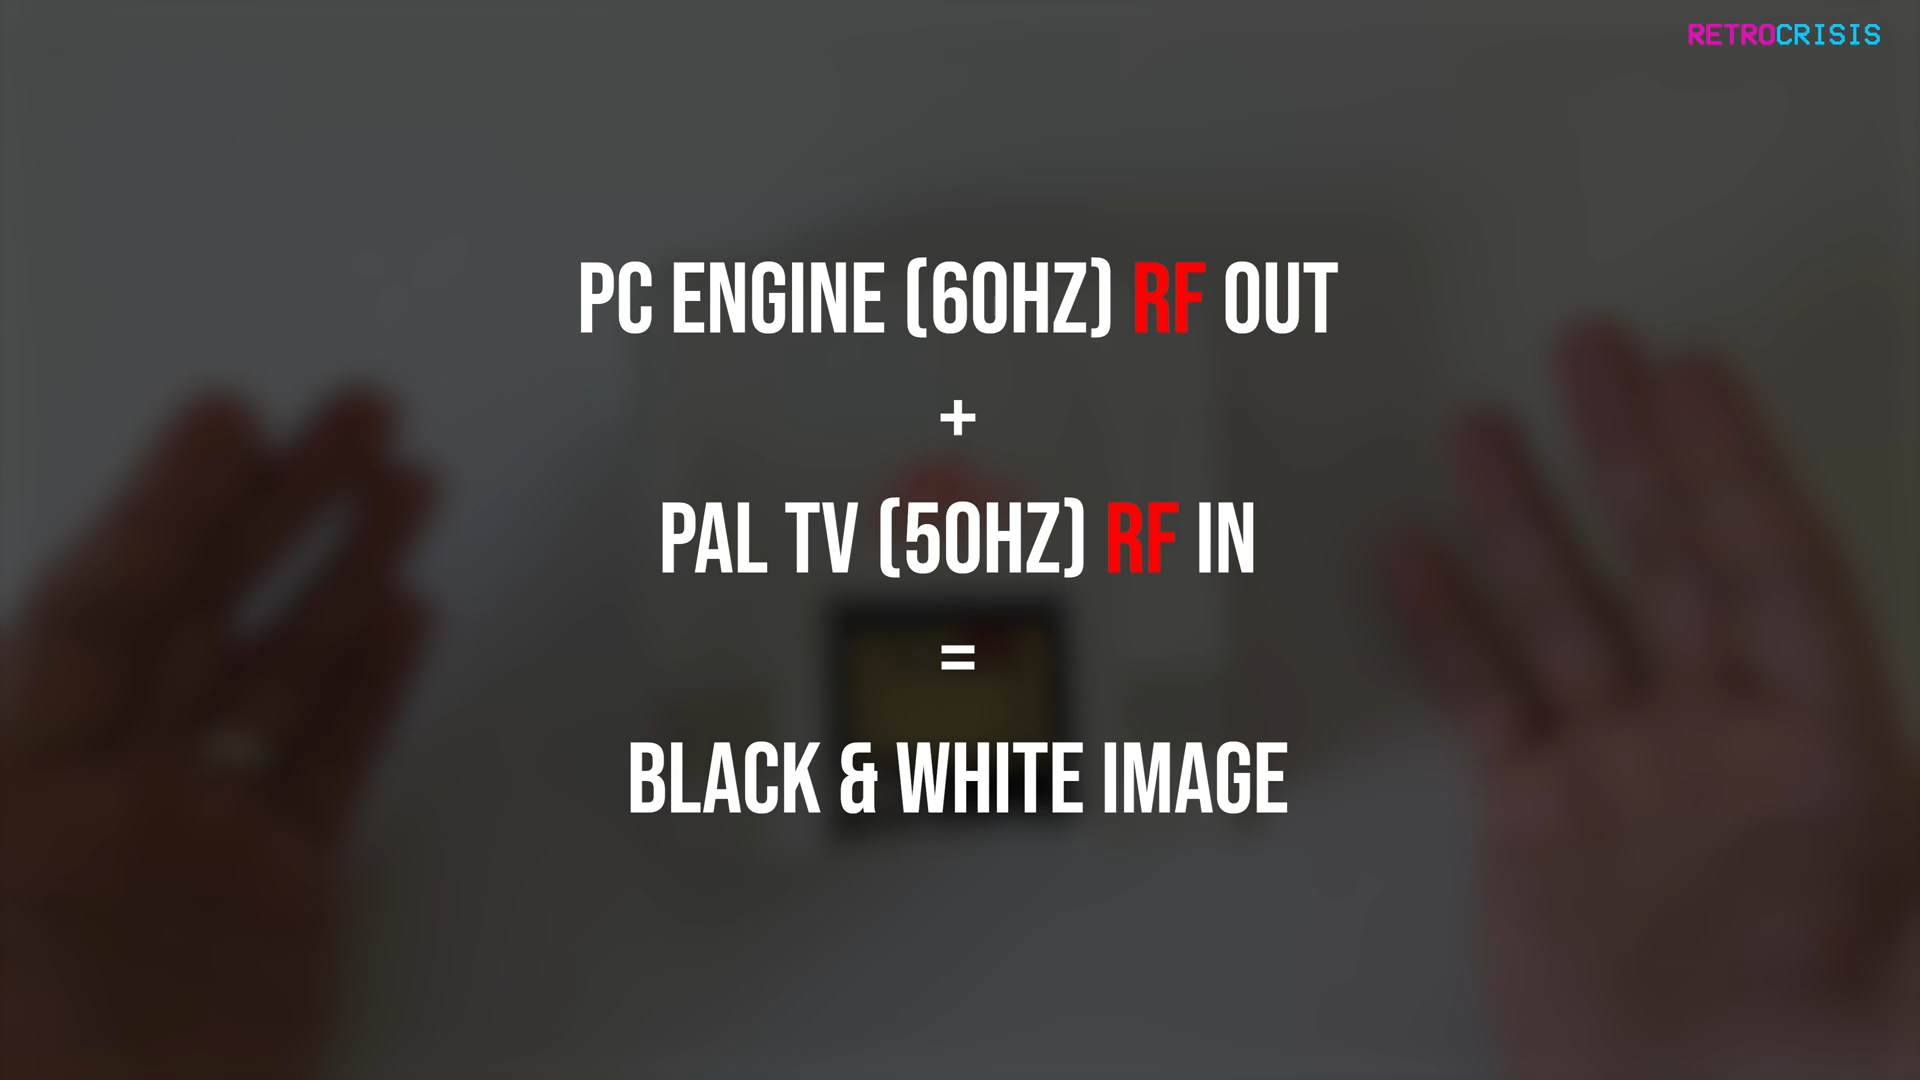 RETROCRISIS
PC ENGINE (60HZ) RF OUT
+
PAL TV (50HZ) RF IN
=
BLACK & WHITE IMAGE